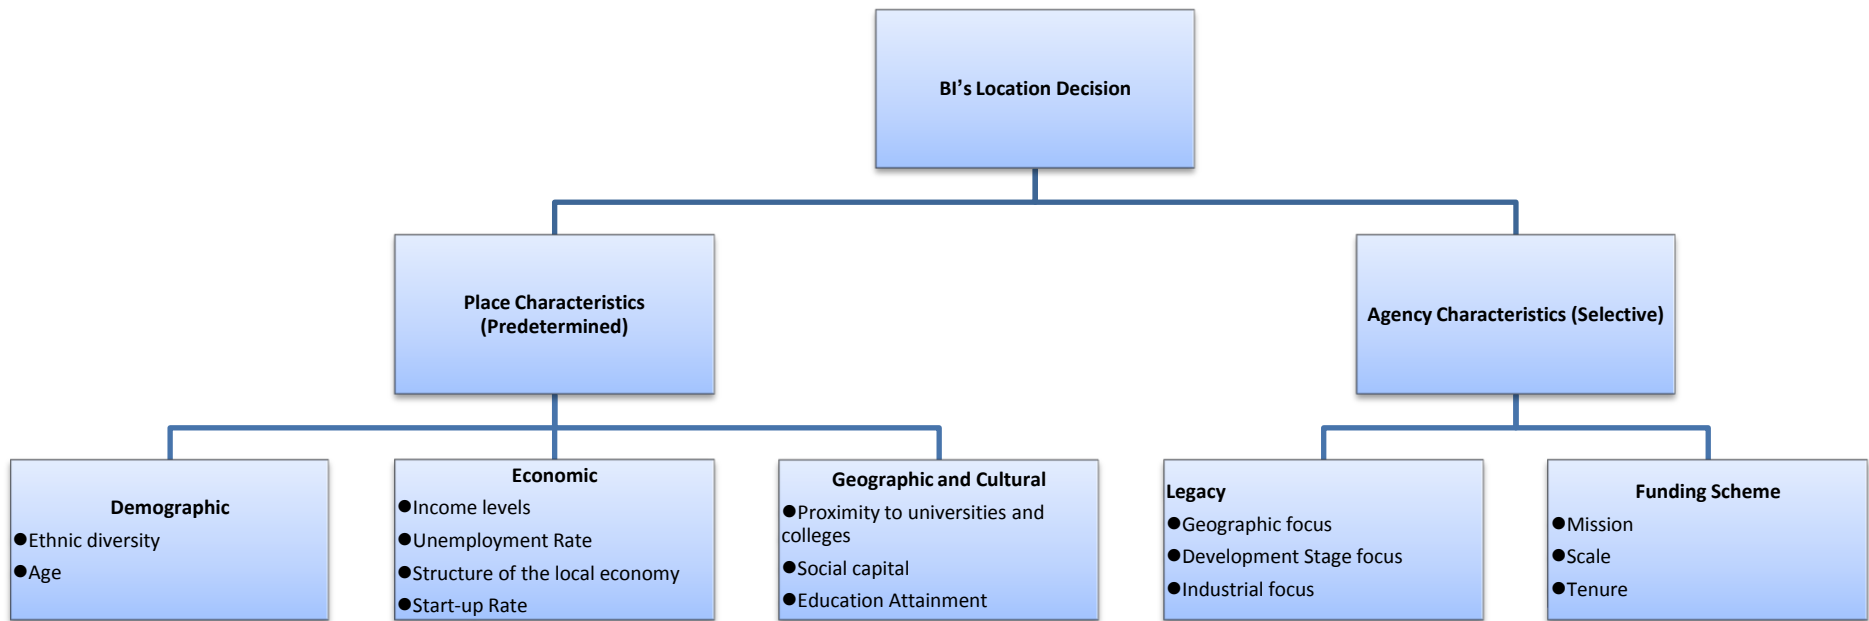 BI’s Location Decision
Place Characteristics
(Predetermined)
Agency Characteristics (Selective)
Demographic
●Ethnic diversity
●Age
Economic
●Income levels
●Unemployment Rate
●Structure of the local economy
●Start-up Rate
Geographic and Cultural
●Proximity to universities and
colleges
●Social capital
●Education Attainment
Legacy
●Geographic focus
●Development Stage focus
●Industrial focus
Funding Scheme
●Mission
●Scale
●Tenure